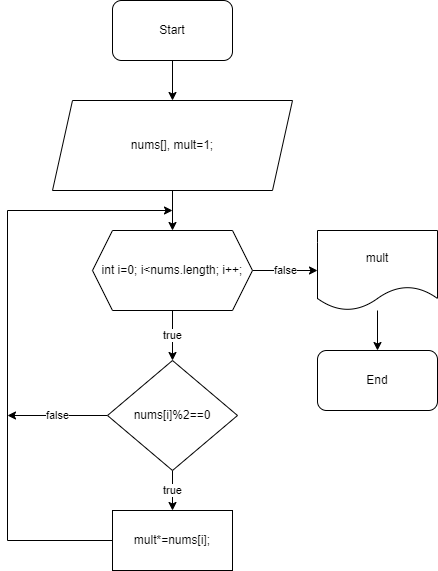 Start
nums[], mult=1;
int i=0; i<nums.length; i++;
false
mult
true
End
false
nums[i]%2==0
true
mult*=nums[i];